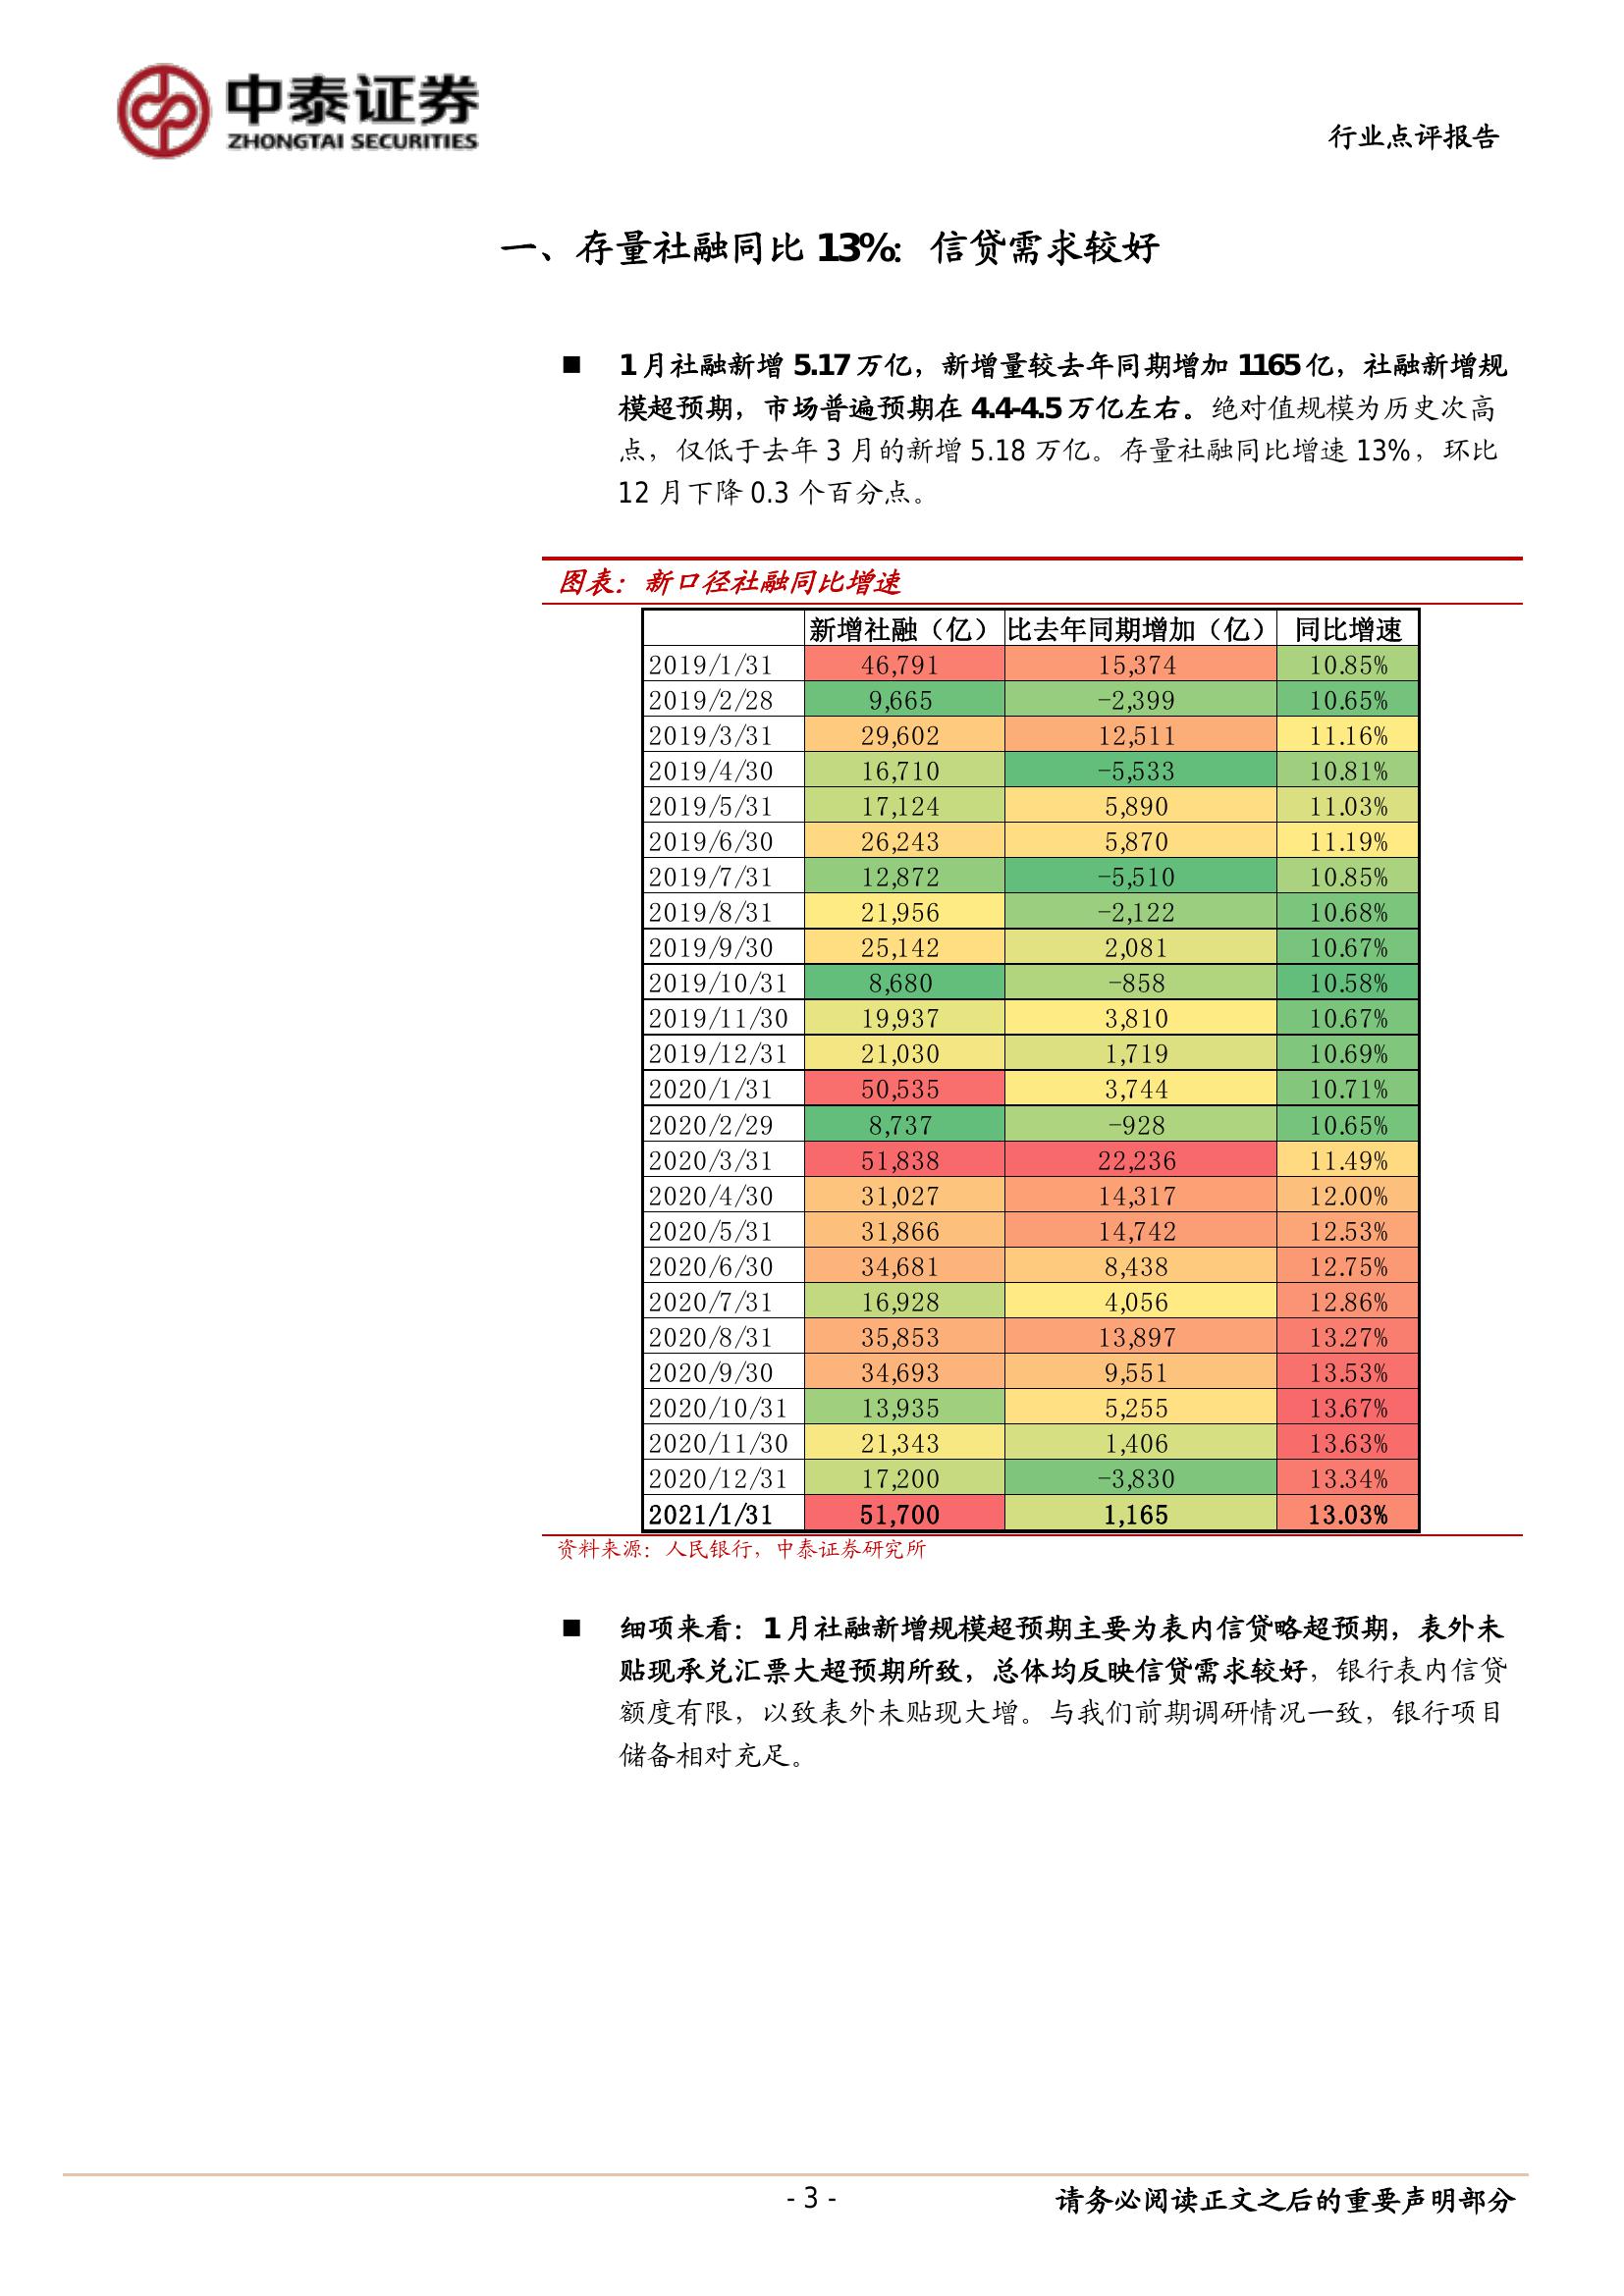 中泰证券
ZHONGTAI SECURITIES
行业点评报告
一、存量社融同比 13%：信贷需求较好
■ 1 月社融新增 5.17 万亿，新增量较去年同期增加 1165 亿，社融新增规
模超预期，市场普遍预期在 4.4-4.5 万亿左右。绝对值规模为历史次高
点，仅低于去年 3 月的新增 5.18 万亿。存量社融同比增速 13%，环比
12 月下降 0.3 个百分点。
图表：新口径社融同比增速
新增社融（亿） 比去年同期增加（亿） 同比增速
2019/1/31 46,791 15,374 10.85%
2019/2/28 9,665 -2,399 10.65%
2019/3/31 29,602 12,511 11.16%
2019/4/30 16,710 -5,533 10.81%
2019/5/31 17,124 5,890 11.03%
2019/6/30 26,243 5,870 11.19%
2019/7/31 12,872 -5,510 10.85%
2019/8/31 21,956 -2,122 10.68%
2019/9/30 25,142 2,081 10.67%
2019/10/31 8,680 -858 10.58%
2019/11/30 19,937 3,810 10.67%
2019/12/31 21,030 1,719 10.69%
2020/1/31 50,535 3,744 10.71%
2020/2/29 8,737 -928 10.65%
2020/3/31 51,838 22,236 11.49%
2020/4/30 31,027 14,317 12.00%
2020/5/31 31,866 14,742 12.53%
2020/6/30 34,681 8,438 12.75%
2020/7/31 16,928 4,056 12.86%
2020/8/31 35,853 13,897 13.27%
2020/9/30 34,693 9,551 13.53%
2020/10/31 13,935 5,255 13.67%
2020/11/30 21,343 1,406 13.63%
2020/12/31 17,200 -3,830 13.34%
2021/1/31 51,700 1,165 13.03%
资料来源：人民银行，中泰证券研究所
■ 细项来看：1 月社融新增规模超预期主要为表内信贷略超预期，表外未
贴现承兑汇票大超预期所致，总体均反映信贷需求较好，银行表内信贷
额度有限，以致表外未贴现大增。与我们前期调研情况一致，银行项目
储备相对充足。
- 3 -
请务必阅读正文之后的重要声明部分